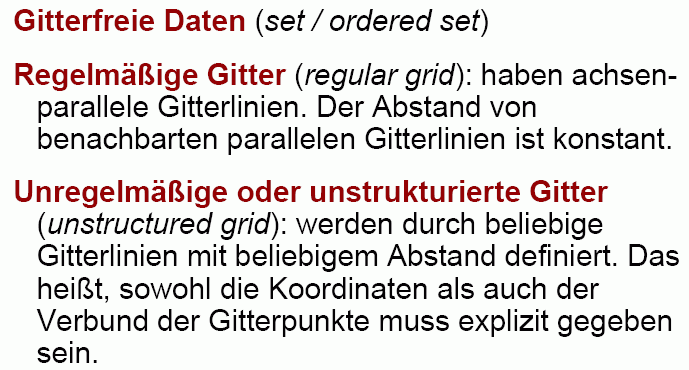 Gitterfreie Daten (set / ordered set)
Regelmäßige Gitter (regular grid): haben achsen-
parallele Gitterlinien. Der Abstand von
benachbarten parallelen Gitterlinien ist konstant.
Unregelmäßige oder unstrukturierte Gitter
(unstructured grid): werden durch beliebige
Gitterlinien mit beliebigem Abstand definiert. Das
heißt, sowohl die Koordinaten als auch der
Verbund der Gitterpunkte muss explizit gegeben
sein.